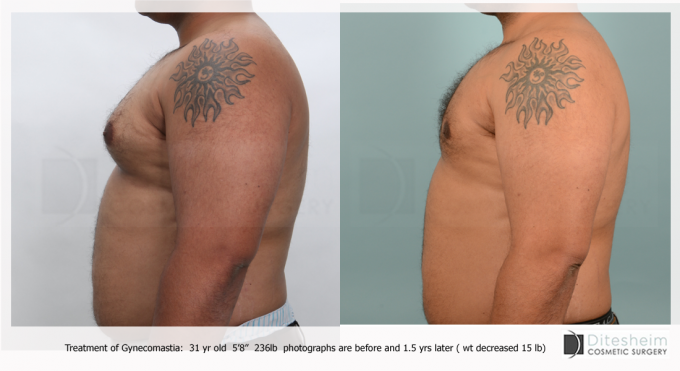 Treatment of Gynecomastia: 31 yr old 5'8" 236lb photographs are before and 1.5 yrs later ( wt decreased 15 lb)
Ditesheim
COSMETIC SURGERY